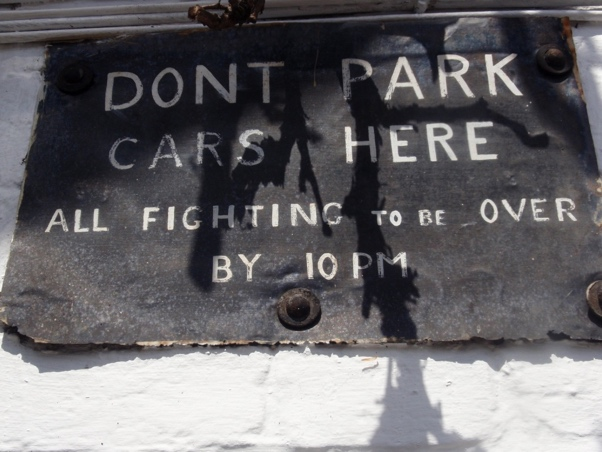 DONT PARK
CARS HERE
ALL FIGHTING TO BE OVER
BY 10 PM